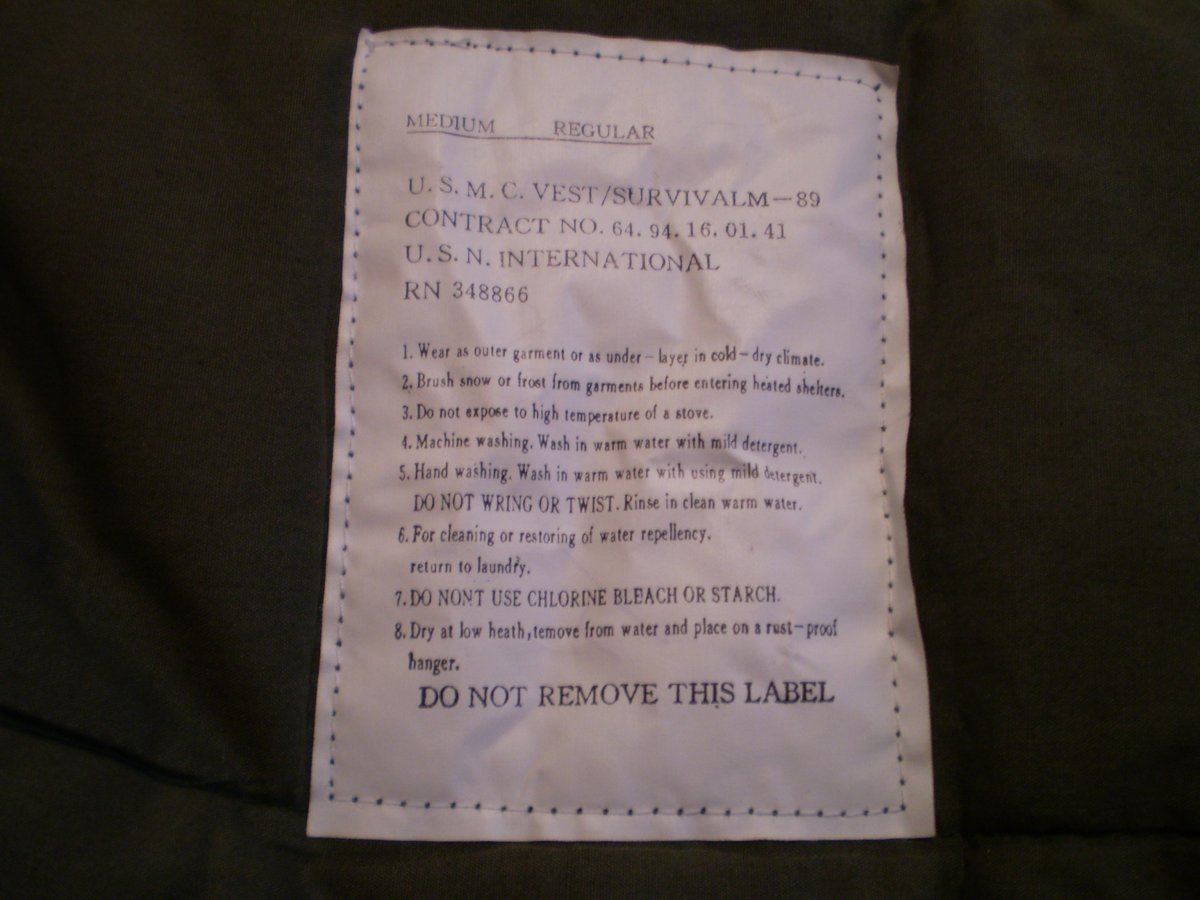 MEDIUM REGULAR
U.S.M.C. VEST/SURVIVALM-89
CONTRACT NO. 64.94.16.01.41
U.S.N. INTERNATIONAL
RN 348866
1. Wear as outer garment or as under-layer in cold-dry climate.
2. Brush snow or frost from garments before entering heated shelters.
3. Do not expose to high temperature of a stove.
4. Machine washing. Wash in warm water with mild detergent.
5. Hand washing. Wash in warm water with using mild detergent.
DO NOT WRING OR TWIST. Rinse in clean warm water.
6. For cleaning or restoring of water repellency.
return to laundry.
7. DO NON'T USE CHLORINE BLEACH OR STARCH.
8. Dry at low heath, temove from water and place on a rust-proof
hanger.
DO NOT REMOVE THIS LABEL